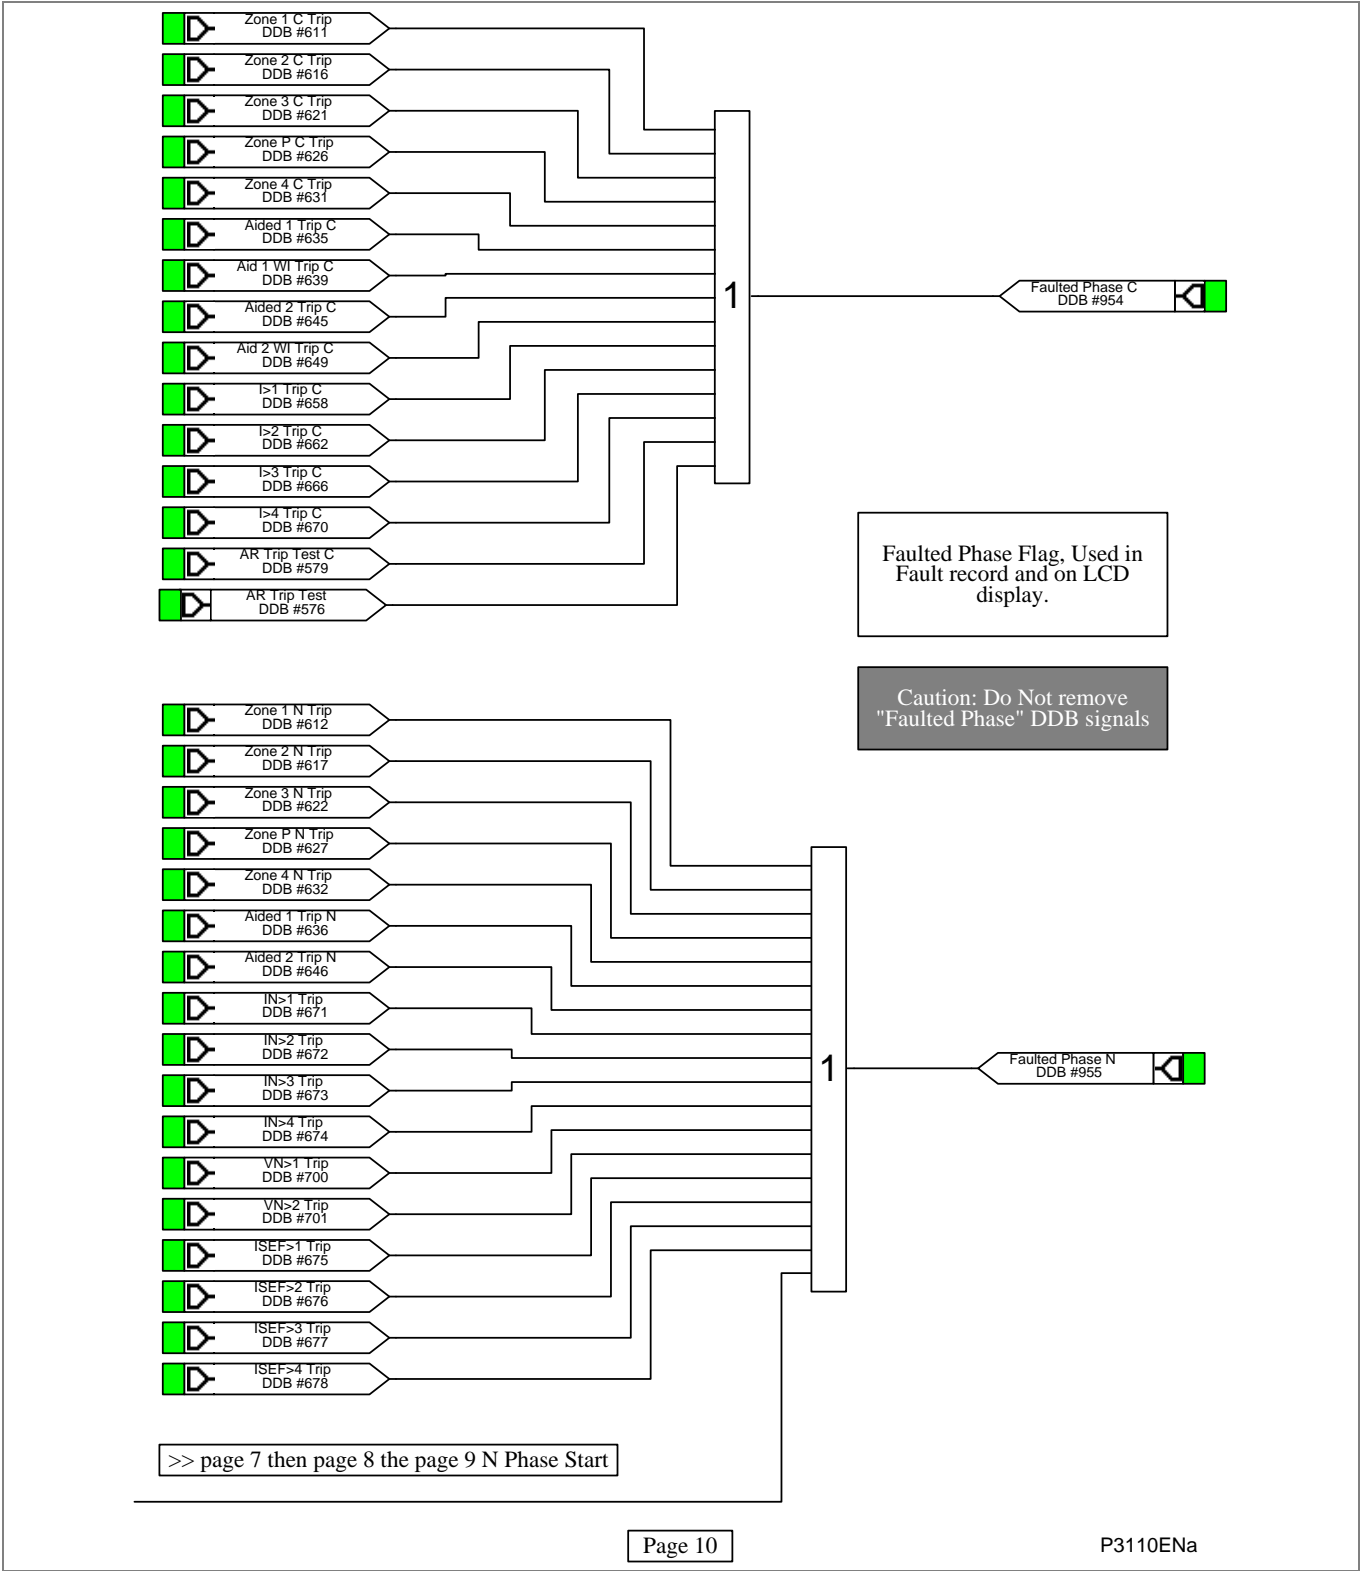 Zone 1 C Trip
DDB #611
Zone 2 C Trip
DDB #616
Zone 3 C Trip
DDB #621
Zone P C Trip
DDB #626
Zone 4 C Trip
DDB #631
Aided 1 Trip C
DDB #635
Aid 1 WI Trip C
DDB #639
Aided 2 Trip C
DDB #645
Aid 2 WI Trip C
DDB #649
I>1 Trip C
DDB #658
I>2 Trip C
DDB #662
I>3 Trip C
DDB #666
I>4 Trip C
DDB #670
AR Trip Test C
DDB #579
AR Trip Test
DDB #576
1
Faulted Phase C
DDB #954
Faulted Phase Flag, Used in
Fault record and on LCD
display.
Caution: Do Not remove
"Faulted Phase" DDB signals
Zone 1 N Trip
DDB #612
Zone 2 N Trip
DDB #617
Zone 3 N Trip
DDB #622
Zone P N Trip
DDB #627
Zone 4 N Trip
DDB #632
Aided 1 Trip N
DDB #636
Aided 2 Trip N
DDB #646
IN>1 Trip
DDB #671
IN>2 Trip
DDB #672
IN>3 Trip
DDB #673
IN>4 Trip
DDB #674
VN>1 Trip
DDB #700
VN>2 Trip
DDB #701
ISEF>1 Trip
DDB #675
ISEF>2 Trip
DDB #676
ISEF>3 Trip
DDB #677
ISEF>4 Trip
DDB #678
1
Faulted Phase N
DDB #955
>> page 7 then page 8 the page 9 N Phase Start
Page 10
P3110ENa